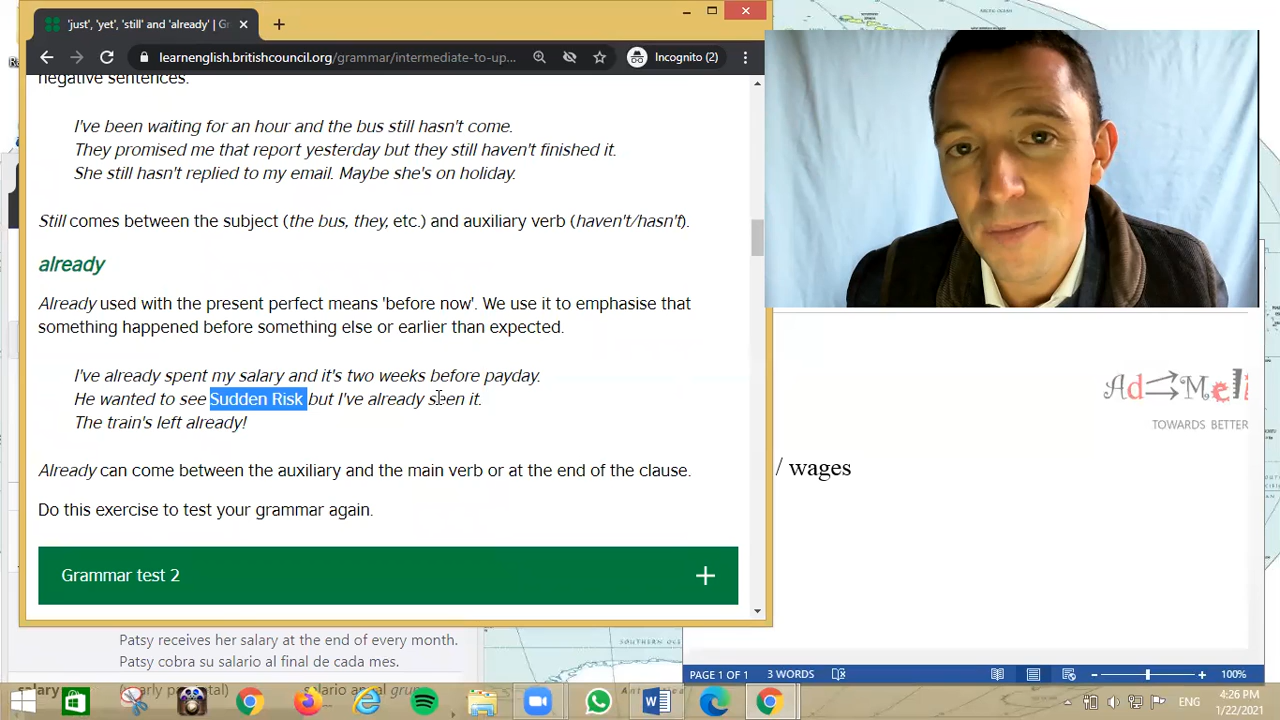 'just', 'yet', 'still' and 'already' | Gr
learnenglish.britishcouncil.org/grammar/intermediate-to-up...
Incognito (2)
negative sentences.
I've been waiting for an hour and the bus still hasn't come.
They promised me that report yesterday but they still haven't finished it.
She still hasn't replied to my email. Maybe she's on holiday.
Still comes between the subject (the bus, they, etc.) and auxiliary verb (haven't/hasn't).
already
Already used with the present perfect means 'before now'. We use it to emphasise that
something happened before something else or earlier than expected.
I've already spent my salary and it's two weeks before payday.
He wanted to see Sudden Risk but I've already seen it.
The train's left already!
Already can come between the auxiliary and the main verb or at the end of the clause.
Do this exercise to test your grammar again.
Grammar test 2
Ad Mell
TOWARDS BETTER
/ wages
Patsy receives her salary at the end of every month.
Patsy cobra su salario al final de cada mes.
salary
salario anual
SOUTHERN
PAGE 1 OF 1
3 WORDS
100%
ENG
4:26 PM
1/22/2021